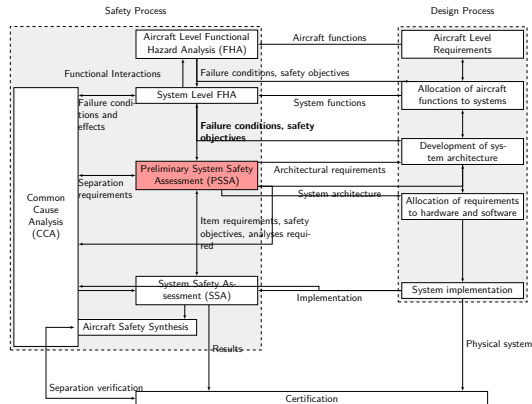 Safety Process
Design Process
Aircraft Level Functional
Hazard Analysis (FHA)
Aircraft functions
Aircraft Level
Requirements
Functional Interactions
Failure conditions, safety objectives
System Level FHA
System functions
Allocation of aircraft
functions to systems
Failure condi
tions and
effects
Failure conditions, safety
objectives
Development of sys-
tem architecture
Preliminary System Safety
Assessment (PSSA)
Architectural requirements
Separation
requirements
System architecture
Allocation of requirements
to hardware and software
Common
Cause
Analysis
(CCA)
Item requirements, safety
objectives, analyses requi-
red
System Safety As-
sessment (SSA)
Implementation
System implementation
Aircraft Safety Synthesis
Results
Physical system
Separation verification
Certification